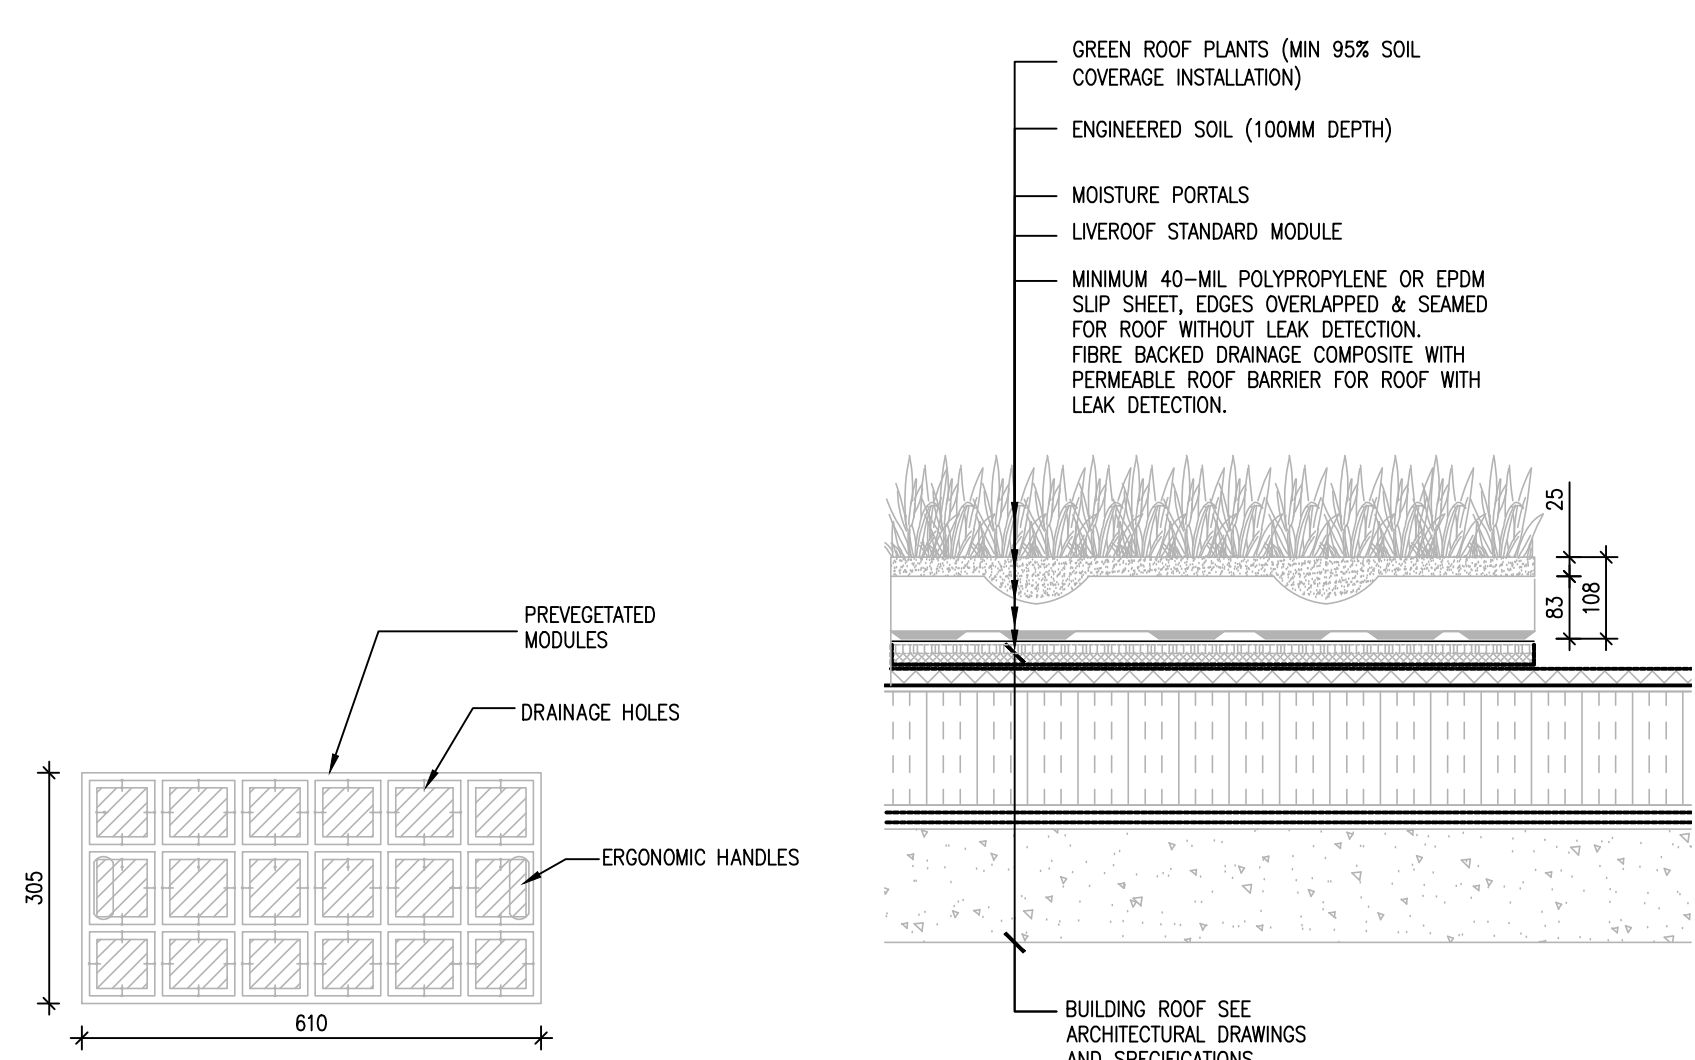 GREEN ROOF PLANTS (MIN 95% SOIL
COVERAGE INSTALLATION)
ENGINEERED SOIL (100MM DEPTH)
MOISTURE PORTALS
LIVEROOF STANDARD MODULE
MINIMUM 40-MIL POLYPROPYLENE OR EPDM
SLIP SHEET, EDGES OVERLAPPED & SEAMED
FOR ROOF WITHOUT LEAK DETECTION.
FIBRE BACKED DRAINAGE COMPOSITE WITH
PERMEABLE ROOF BARRIER FOR ROOF WITH
LEAK DETECTION.
25
83
108
PREVEGETATED
MODULES
DRAINAGE HOLES
ERGONOMIC HANDLES
305
610
BUILDING ROOF SEE
ARCHITECTURAL DRAWINGS
AND SPECIFICATIONS